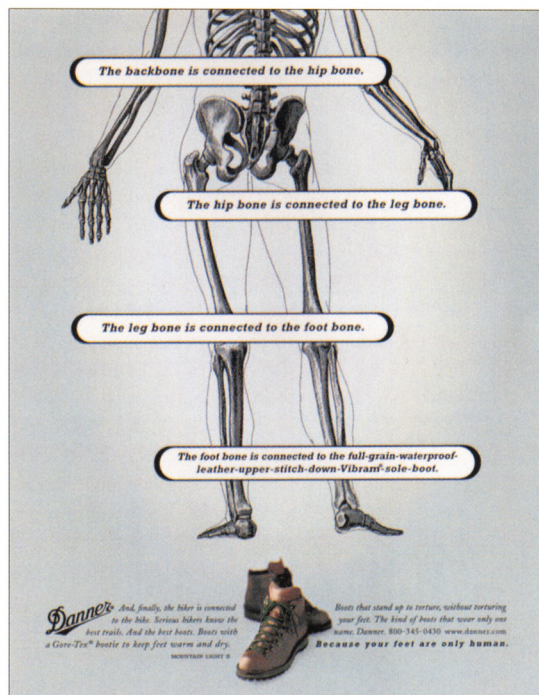 The backbone is connected to the hip bone.
The hip bone is connected to the leg bone.
The leg bone is connected to the foot bone.
The foot bone is connected to the full-grain-waterproof-
leather-upper-stitch-down-Vibram®-sole-boot.
Danner
And, finally, the hiker is connected
to the hike. Serious hikers know the
best trails. And the best boots. Boots with
a Gore-Tex® bootie to keep feet warm and dry.
MOUNTAIN LIGHT II
Boots that stand up to torture, without torturing
your feet. The kind of boots that wear only one
name. Danner. 800-345-0430 www.danner.com
Because your feet are only human.